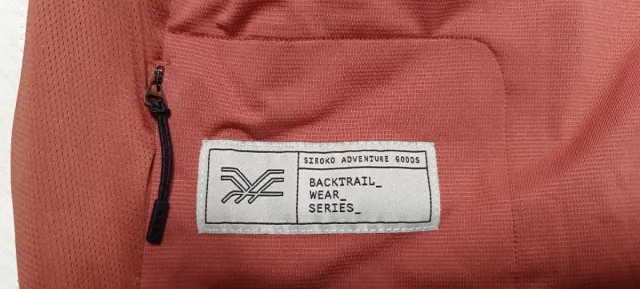 SIROKO ADVENTURE GOODS
BACKTRAIL_
WEAR_
SERIES_